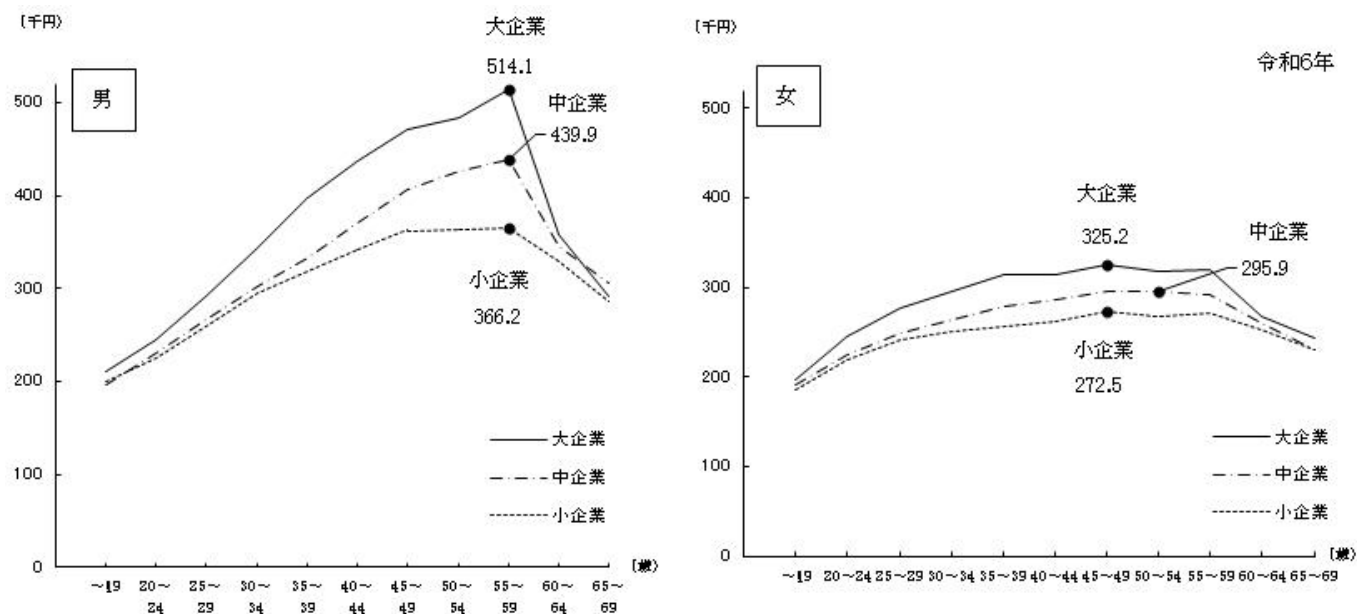 (千円)
男
大企業
514.1
中企業
439.9
小企業
366.2
500
400
300
200
100
0
大企業
中企業
小企業
(歳)
～19
20～24
25～29
30～34
35～39
40～44
45～49
50～54
55～59
60～64
65～69
(千円)
女
令和6年
大企業
325.2
中企業
295.9
小企業
272.5
500
400
300
200
100
0
大企業
中企業
小企業
(歳)
～19 20～24 25～29 30～34 35～39 40～44 45～49 50～54 55～59 60～64 65～69